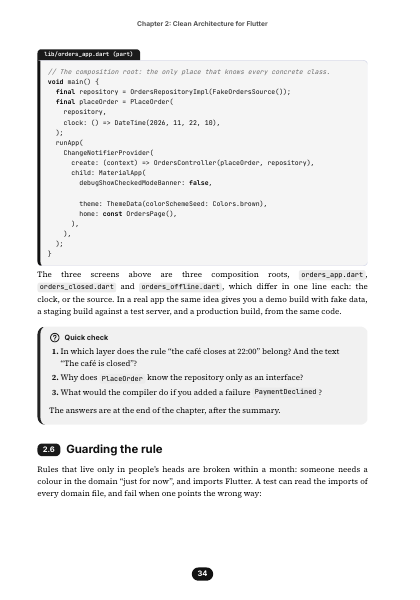 Chapter 2: Clean Architecture for Flutter
lib/orders_app.dart (part)
// The composition root: the only place that knows every concrete class.
void main() {
  final repository = OrdersRepositoryImpl(FakeOrdersSource());
  final placeOrder = PlaceOrder(
    repository,
    clock: () => DateTime(2026, 11, 22, 10),
  );
  runApp(
    ChangeNotifierProvider(
      create: (context) => OrdersController(placeOrder, repository),
      child: MaterialApp(
        debugShowCheckedModeBanner: false,
        theme: ThemeData(colorSchemeSeed: Colors.brown),
        home: const OrdersPage(),
      ),
    ),
  );
}
The three screens above are three composition roots, orders_app.dart,
orders_closed.dart and orders_offline.dart, which differ in one line each: the
clock, or the source. In a real app the same idea gives you a demo build with fake data,
a staging build against a test server, and a production build, from the same code.
Quick check
1. In which layer does the rule “the café closes at 22:00” belong? And the text
“The café is closed”?
2. Why does PlaceOrder know the repository only as an interface?
3. What would the compiler do if you added a failure PaymentDeclined?
The answers are at the end of the chapter, after the summary.
2.6 Guarding the rule
Rules that live only in people’s heads are broken within a month: someone needs a
colour in the domain “just for now”, and imports Flutter. A test can read the imports of
every domain file, and fail when one points the wrong way:
34